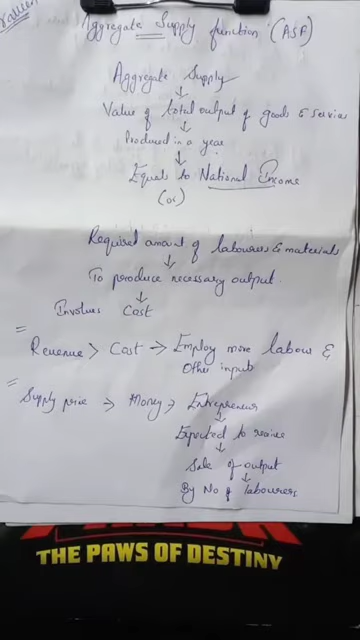 Aggregate Supply function (ASF)
Aggregate Supply
↓
Value of total output of goods & services
↓
Produced in a year
↓
Equals to National Income
(or)
Required amount of labourers & materials
↓
To produce necessary output.
↓
Involves Cost
=
Revenue > Cost → Employ more labour &
Other inputs
=
Supply price → Money → Entrepreneur
↓
Expected to receive
↓
Sale of output
↓
By No of labourers
THE PAWS OF DESTINY